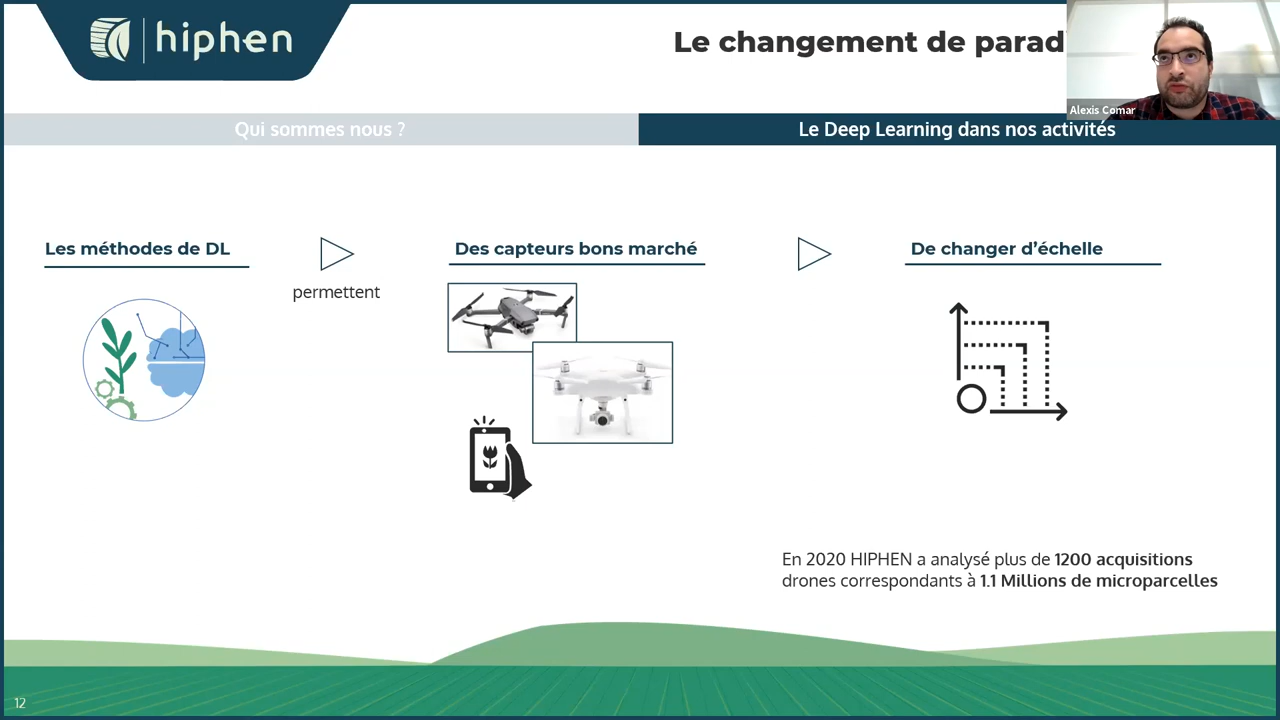 hiphen
Le changement de parad
Alexis Comar
Qui sommes nous ?
Le Deep Learning dans nos activités
Les méthodes de DL
permettent
Des capteurs bons marché
De changer d’échelle
En 2020 HIPHEN a analysé plus de 1200 acquisitions
drones correspondants à 1.1 Millions de microparcelles
12